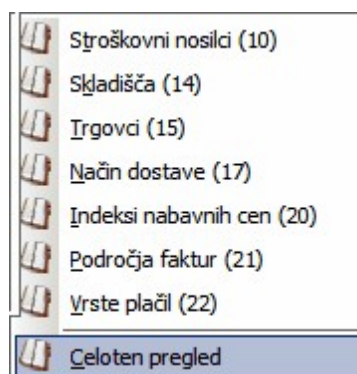 Stroškovni nosilci (10)
Skladišča (14)
Trgovci (15)
Način dostave (17)
Indeksi nabavnih cen (20)
Področja faktur (21)
Vrste plačil (22)
Celoten pregled